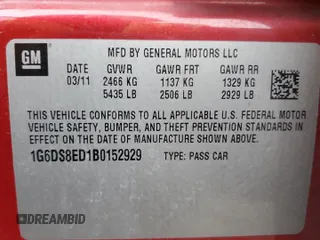 GM
MFD BY GENERAL MOTORS LLC
DATE GVWR GAWR FRT GAWR RR
03/11 2466 KG 1137 KG 1329 KG
5435 LB 2506 LB 2929 LB
THIS VEHICLE CONFORMS TO ALL APPLICABLE U.S. FEDERAL MOTOR
VEHICLE SAFETY, BUMPER, AND THEFT PREVENTION STANDARDS
IN EFFECT ON THE DATE OF MANUFACTURE SHOWN ABOVE.
1G6DS8ED1B0152929 TYPE: PASS CAR
DREAMBID